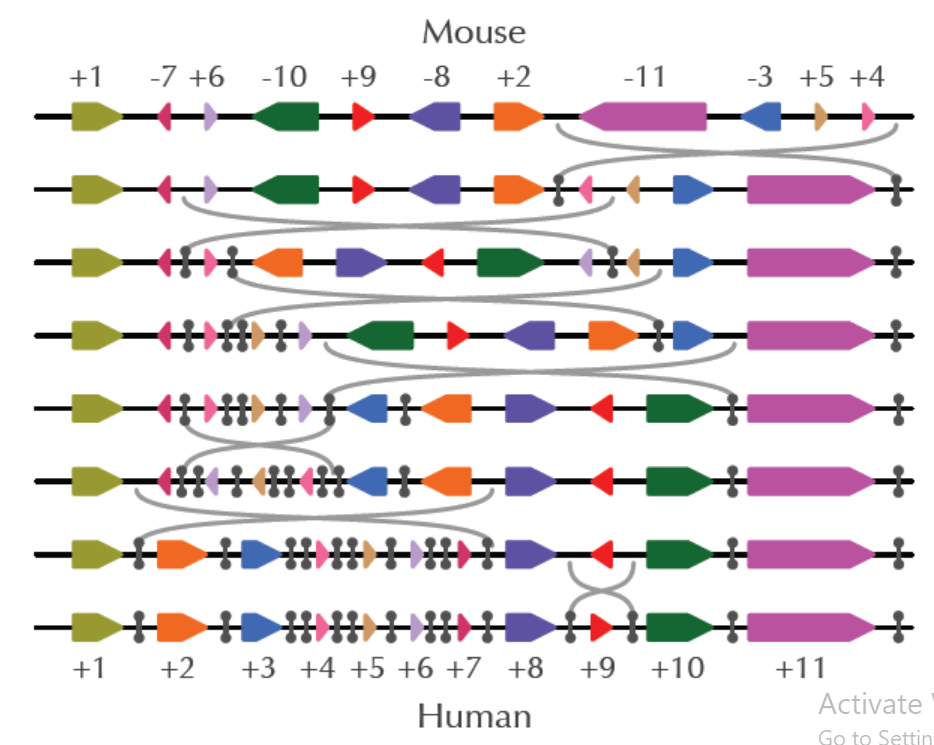 Mouse
+1 -7 +6 -10 +9 -8 +2 -11 -3 +5 +4
+1 +2 +3 +4 +5 +6 +7 +8 +9 +10 +11
Human
Activate
Go to Settin